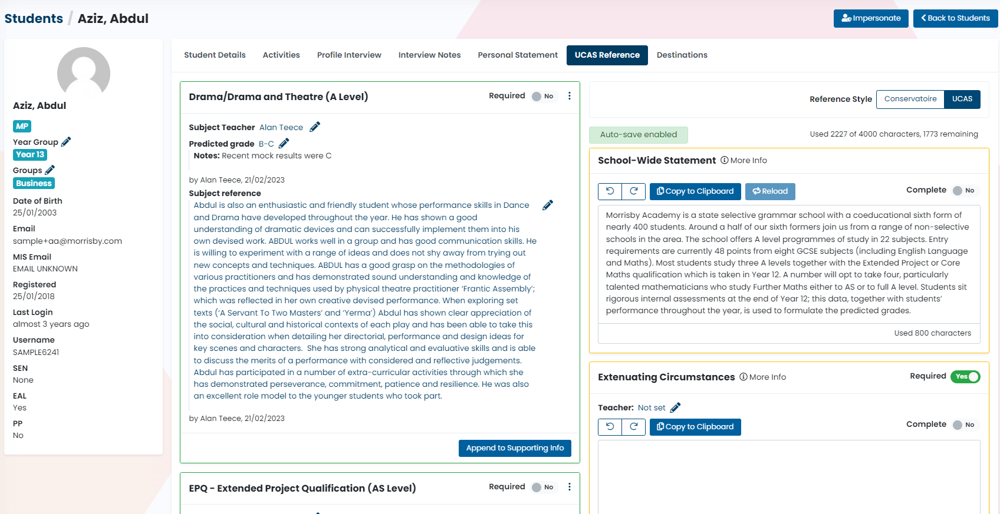 Students / Aziz, Abdul
Impersonate
Back to Students
Aziz, Abdul
MP
Year Group
Year 13
Groups
Business
Date of Birth
25/01/2003
Email
sample+aa@morrisby.com
MIS Email
EMAIL UNKNOWN
Registered
25/01/2018
Last Login
almost 3 years ago
Username
SAMPLE6241
SEN
None
EAL
Yes
PP
No
Student Details
Activities
Profile Interview
Interview Notes
Personal Statement
UCAS Reference
Destinations
Drama/Drama and Theatre (A Level)
Required No
Subject Teacher Alan Teece
Predicted grade B-C
Notes: Recent mock results were C
by Alan Teece, 21/02/2023
Subject reference
Abdul is also an enthusiastic and friendly student whose performance skills in Dance
and Drama have developed throughout the year. He has shown a good
understanding of dramatic devices and can successfully implement them into his
own devised work. ABDUL works well in a group and has good communication skills. He
is willing to experiment with a range of ideas and does not shy away from trying out
new concepts and techniques. ABDUL has a good grasp on the methodologies of
various practitioners and has demonstrated sound understanding and knowledge of
the practices and techniques used by physical theatre practitioner ‘Frantic Assembly’;
which was reflected in her own creative devised performance. When exploring set
texts (‘A Servant To Two Masters’ and ‘Yerma’) Abdul has shown clear appreciation of
the social, cultural and historical contexts of each play and has been able to take this
into consideration when detailing her directorial, performance and design ideas for
key scenes and characters.  She has strong analytical and evaluative skills and is able
to discuss the merits of a performance with considered and reflective judgements.
Abdul has participated in a number of extra-curricular activities through which she
has demonstrated perseverance, commitment, patience and resilience. He was also
an excellent role model to the younger students who took part.
by Alan Teece, 21/02/2023
Append to Supporting Info
EPQ - Extended Project Qualification (AS Level)
Required No
Reference Style Conservatoire UCAS
Auto-save enabled
Used 2227 of 4000 characters, 1773 remaining
School-Wide Statement More Info
Copy to Clipboard
Reload
Complete No
Morrisby Academy is a state selective grammar school with a coeducational sixth form of
nearly 400 students. Around a half of our sixth formers join us from a range of non-selective
schools in the area. The school offers A level programmes of study in 22 subjects. Entry
requirements are currently 48 points from eight GCSE subjects (including English Language
and Maths). Most students study three A levels together with the Extended Project or Core
Maths qualification which is taken in Year 12. A number will opt to take four, particularly
talented mathematicians who study Further Maths either to AS or to full A level. Students sit
rigorous internal assessments at the end of Year 12; this data, together with students’
performance throughout the year, is used to formulate the predicted grades.
Used 800 characters
Extenuating Circumstances More Info
Required Yes
Teacher: Not set
Copy to Clipboard
Complete No